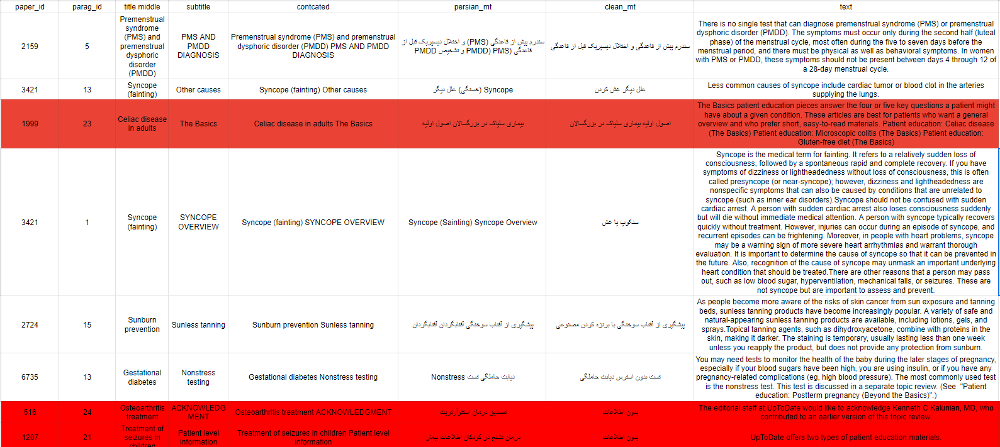 paper_id parag_id title middle subtitle contcated persian_mt clean_mt text
2159
5
Premenstrual
syndrome
(PMS) and
premenstrual
dysphoric
disorder
(PMDD)
PMS AND
PMDD
DIAGNOSIS
Premenstrual syndrome (PMS) and premenstrual
dysphoric disorder (PMDD) PMS AND PMDD
DIAGNOSIS
سندرم پیش از قاعدگی (PMS) و اختلال دیسپریک قبل از
قاعدگی (PMDD) PMS و تشخیص PMDD
سندرم پیش از قاعدگی و اختلال دیسپریک قبل از قاعدگی
There is no single test that can diagnose premenstrual syndrome (PMS) or premenstrual
dysphoric disorder (PMDD). The symptoms must occur only during the second half (luteal
phase) of the menstrual cycle, most often during the five to seven days before the
menstrual period, and there must be physical as well as behavioral symptoms. In women
with PMS or PMDD, these symptoms should not be present between days 4 through 12 of
a 28-day menstrual cycle.
3421
13
Syncope
(fainting)
Other causes
Syncope (fainting) Other causes
Syncope (خستگی) علل دیگر
علل دیگر غش کردن
Less common causes of syncope include cardiac tumor or blood clot in the arteries
supplying the lungs.
1999
23
Celiac disease
in adults
The Basics
Celiac disease in adults The Basics
بیماری سلیاک در بزرگسالان اصول اولیه
اصول اولیه بیماری سلیاک در بزرگسالان
The Basics patient education pieces answer the four or five key questions a patient might
have about a given condition. These articles are best for patients who want a general
overview and who prefer short, easy-to-read materials. Patient education: Celiac disease
(The Basics) Patient education: Microscopic colitis (The Basics) Patient education:
Gluten-free diet (The Basics)
3421
1
Syncope
(fainting)
SYNCOPE
OVERVIEW
Syncope (fainting) SYNCOPE OVERVIEW
Syncope (Sainting) Syncope Overview
سنکوپ یا غش
Syncope is the medical term for fainting. It refers to a relatively sudden loss of
consciousness, followed by a spontaneous rapid and complete recovery. If you have
symptoms of dizziness or lightheadedness without loss of consciousness, this is often
called presyncope (or near-syncope); however, dizziness and lightheadedness are
nonspecific symptoms that can also be caused by conditions that are unrelated to
syncope (such as inner ear disorders).Syncope should not be confused with sudden
cardiac arrest. A person with sudden cardiac arrest also loses consciousness suddenly
but will die without immediate medical attention. A person with syncope typically recovers
quickly without treatment. However, injuries can occur during an episode of syncope, and
recurrent episodes can be frightening. Moreover, in people with heart problems, syncope
may be a warning sign of more severe heart arrhythmias and warrant thorough
evaluation. It is important to determine the cause of syncope so that it can be prevented in
the future. Also, recognition of the cause of syncope may unmask an important underlying
heart condition that should be treated.There are other reasons that a person may pass
out, such as low blood sugar, hyperventilation, mechanical falls, or seizures. These are
not syncope but are important to assess and prevent.
2724
15
Sunburn
prevention
Sunless tanning
Sunburn prevention Sunless tanning
پیشگیری از آفتاب سوختگی آفتابگردان آفتابگردان
پیشگیری از آفتاب سوختگی با برنزه کردن مصنوعی
As people become more aware of the risks of skin cancer from sun exposure and tanning
beds, sunless tanning products have become increasingly popular. A variety of safe and
natural-appearing sunless tanning products are available, including lotions, gels, and
sprays.Topical tanning agents, such as dihydroxyacetone, combine with proteins in the
skin, making it darker. The staining is temporary, usually lasting less than one week
unless you reapply the product, but does not provide any protection from sunburn.
6735
13
Gestational
diabetes
Nonstress
testing
Gestational diabetes Nonstress testing
دیابت حاملگی تست Nonstress
تست بدون استرس دیابت حاملگی
You may need tests to monitor the health of the baby during the later stages of pregnancy,
especially if your blood sugars have been high, you are using insulin, or if you have any
pregnancy-related complications (eg, high blood pressure). The most commonly used test
is the nonstress test. This test is discussed in a separate topic review. (See "Patient
education: Postterm pregnancy (Beyond the Basics)".)
516
24
Osteoarthritis
treatment
ACKNOWLEDG
MENT
Osteoarthritis treatment ACKNOWLEDGMENT
تصدیق درمان استئوآرتریت
بدون اطلاعات
The editorial staff at UpToDate would like to acknowledge Kenneth C Kalunian, MD, who
contributed to an earlier version of this topic review.
1207
21
Treatment of
seizures in
children
Patient level
information
Treatment of seizures in children Patient level
information
درمان تشنج در کودکان اطلاعات بیمار
بدون اطلاعات
UpToDate offers two types of patient education materials.